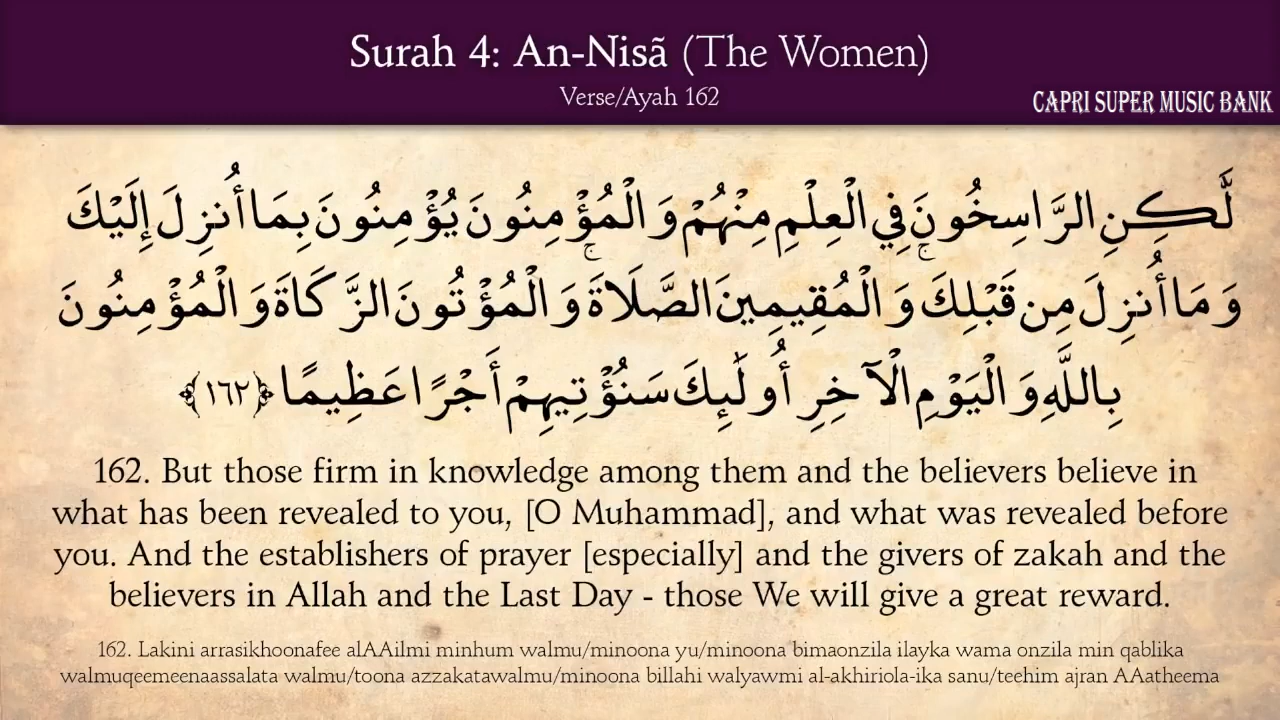 Surah 4: An-Nisã (The Women)
Verse/Ayah 162
CAPRI SUPER MUSIC BANK
لَّٰكِنِ الرَّاسِخُونَ فِي الْعِلْمِ مِنْهُمْ وَالْمُؤْمِنُونَ يُؤْمِنُونَ بِمَا أُنزِلَ إِلَيْكَ
وَمَا أُنزِلَ مِن قَبْلِكَ ۚ وَالْمُقِيمِينَ الصَّلَاةَ ۚ وَالْمُؤْتُونَ الزَّكَاةَ وَالْمُؤْمِنُونَ
بِاللَّهِ وَالْيَوْمِ الْآخِرِ أُولَٰئِكَ سَنُؤْتِيهِمْ أَجْرًا عَظِيمًا ﴿١٦٢﴾
162. But those firm in knowledge among them and the believers believe in
what has been revealed to you, [O Muhammad], and what was revealed before
you. And the establishers of prayer [especially] and the givers of zakah and the
believers in Allah and the Last Day - those We will give a great reward.
162. Lakini arrasikhoonafee alAAilmi minhum walmu/minoona yu/minoona bimaonzila ilayka wama onzila min qablika
walmuqeemeenaassalata walmu/toona azzakatawalmu/minoona billahi walyawmi al-akhiriola-ika sanu/teehim ajran AAatheema